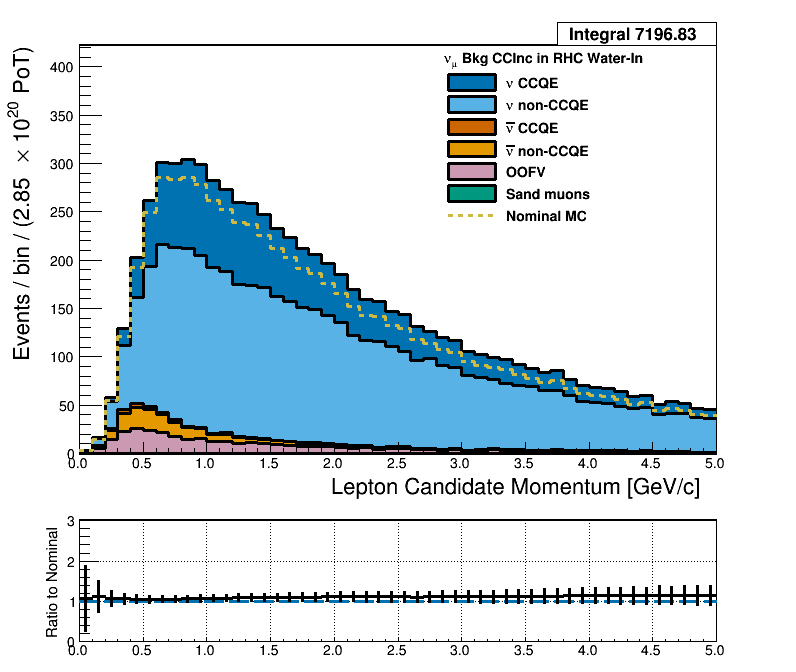 Integral 7196.83
ν_μ Bkg CCInc in RHC Water-In
ν CCQE
ν non-CCQE
ν̅ CCQE
ν̅ non-CCQE
OOFV
Sand muons
Nominal MC
Events / bin / (2.85 × 10^20 PoT)
400
350
300
250
200
150
100
50
0
0.0 0.5 1.0 1.5 2.0 2.5 3.0 3.5 4.0 4.5 5.0
Lepton Candidate Momentum [GeV/c]
Ratio to Nominal
3
2
1
0
0.0 0.5 1.0 1.5 2.0 2.5 3.0 3.5 4.0 4.5 5.0